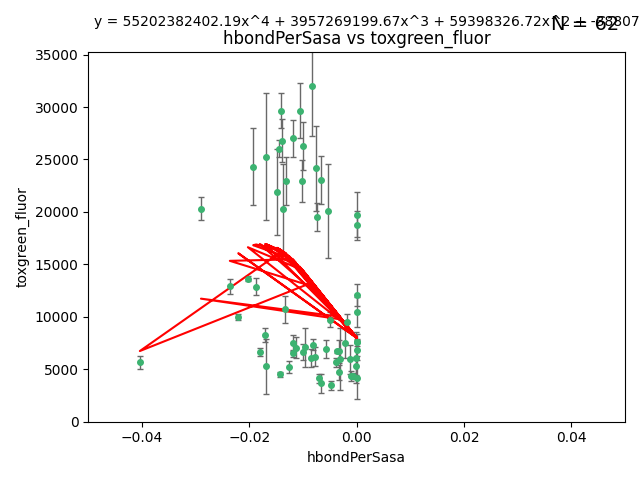 y = 55202382402.19x^4 + 3957269199.67x^3 + 59398326.72x^2 +
N = 62
hbondPerSasa vs toxgreen_fluor
35000
30000
25000
20000
15000
10000
5000
0
toxgreen_fluor
−0.04
−0.02
0.00
0.02
0.04
hbondPerSasa